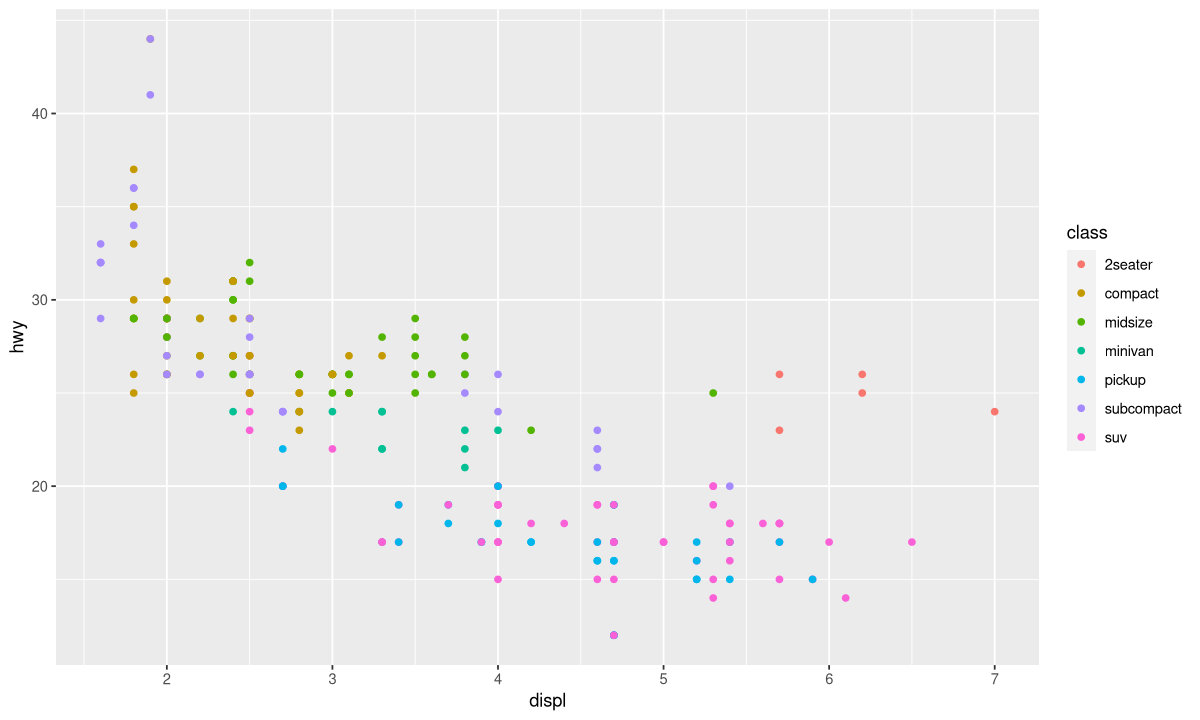 40
30
20
hwy
2 3 4 5 6 7
displ
class
2seater
compact
midsize
minivan
pickup
subcompact
suv